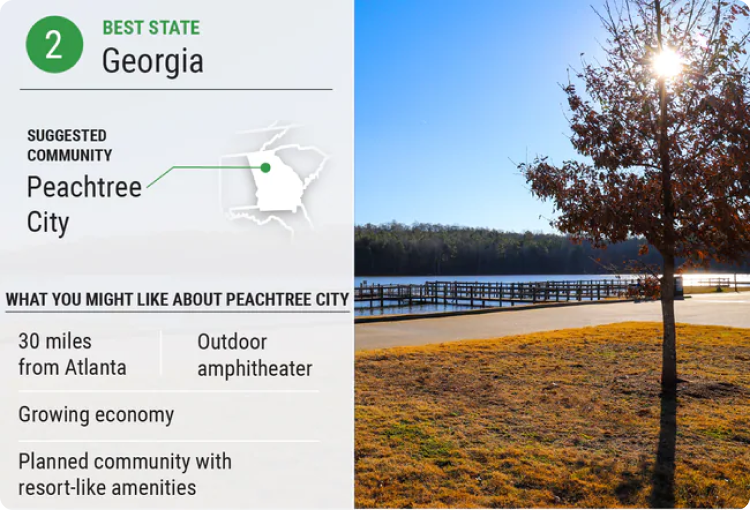 2
BEST STATE
Georgia
SUGGESTED
COMMUNITY
Peachtree
City
WHAT YOU MIGHT LIKE ABOUT PEACHTREE CITY
30 miles
from Atlanta
Outdoor
amphitheater
Growing economy
Planned community with
resort-like amenities